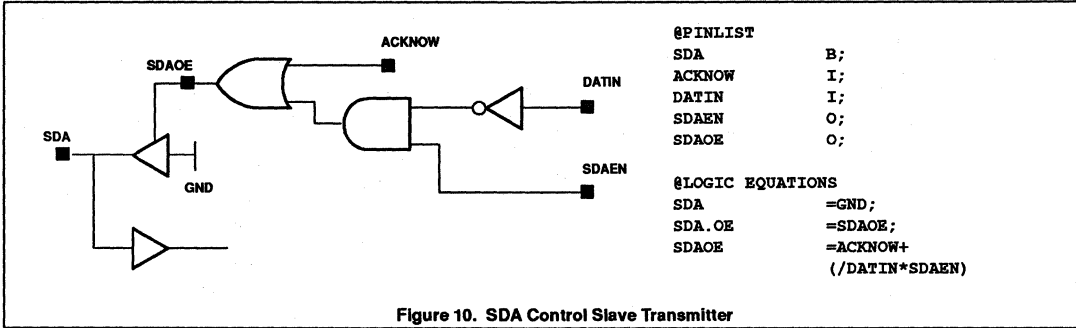 ACKNOW
SDAOE
DATIN
SDA
GND
SDAEN
@PINLIST
SDA B;
ACKNOW I;
DATIN I;
SDAEN O;
SDAOE O;
@LOGIC EQUATIONS
SDA =GND;
SDA.OE =SDAOE;
SDAOE =ACKNOW+
(/DATIN*SDAEN)
Figure 10. SDA Control Slave Transmitter